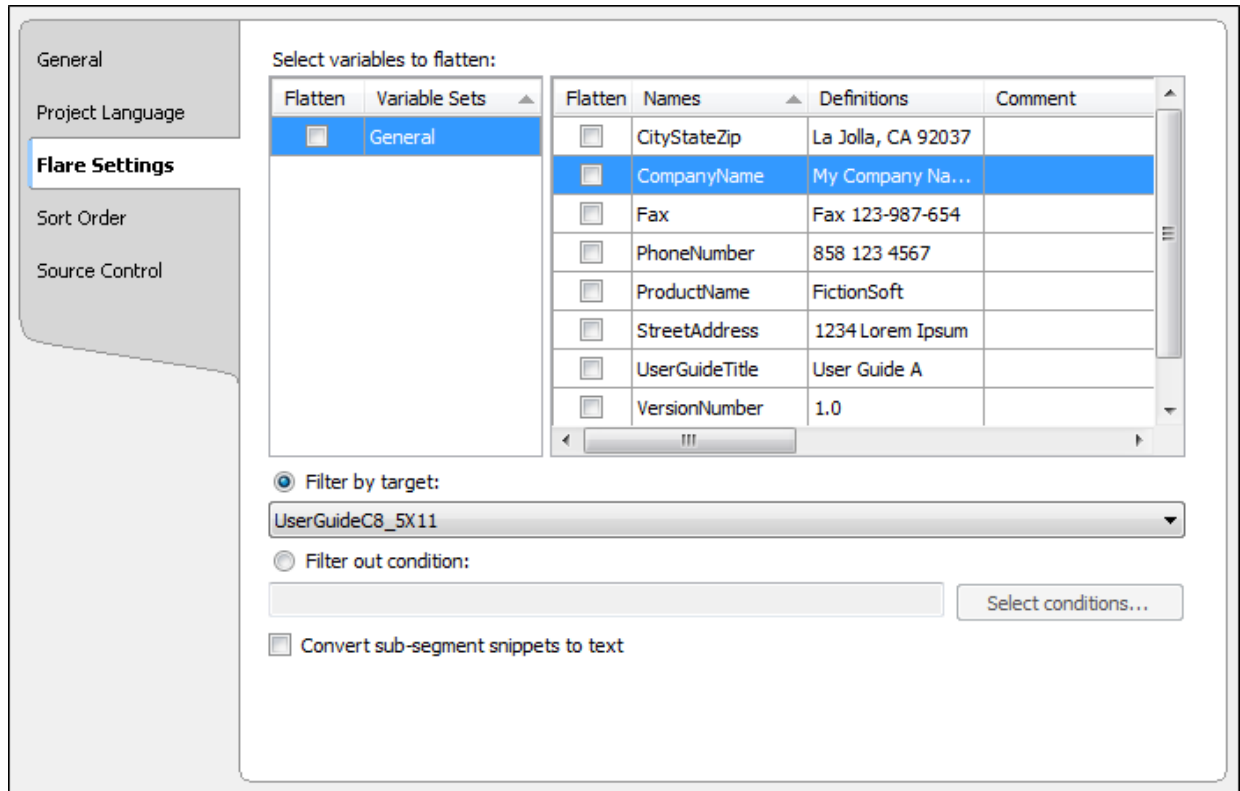 General
Project Language
Flare Settings
Sort Order
Source Control
Select variables to flatten:
Flatten Variable Sets
General
Flatten Names Definitions Comment
CityStateZip La Jolla, CA 92037
CompanyName My Company Na...
Fax Fax 123-987-654
PhoneNumber 858 123 4567
ProductName FictionSoft
StreetAddress 1234 Lorem Ipsum
UserGuideTitle User Guide A
VersionNumber 1.0
Filter by target:
UserGuideC8_5X11
Filter out condition:
Select conditions...
Convert sub-segment snippets to text